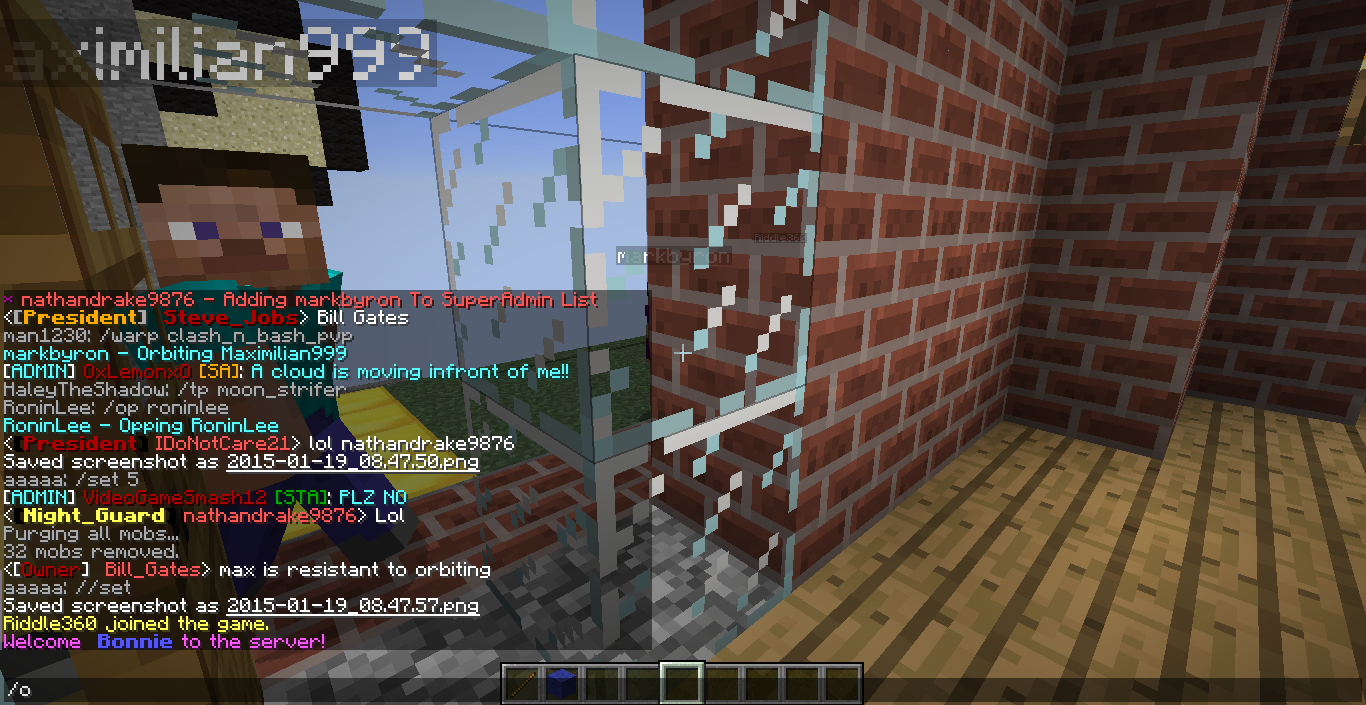 aximilian999
Riddle360
markbyron
* nathandrake9876 - Adding markbyron To SuperAdmin List
<[President] Steve_Jobs> Bill Gates
man1230: /warp clash_n_bash_pvp
markbyron - Orbiting Maximilian999
[ADMIN] OxLemonxO [SA]: A cloud is moving infront of me!!
HaleyTheShadow: /tp moon_strifer
RoninLee: /op roninlee
RoninLee - Opping RoninLee
<[President] IDoNotCare21> lol nathandrake9876
Saved screenshot as 2015-01-19_08.47.50.png
aaaaa: /set 5
[ADMIN] VideoGameSmash12 [STA]: PLZ NO
<[Night_Guard] nathandrake9876> Lol
Purging all mobs...
32 mobs removed.
<[Owner] Bill_Gates> max is resistant to orbiting
aaaaa: //set
Saved screenshot as 2015-01-19_08.47.57.png
Riddle360 joined the game.
Welcome Bonnie to the server!
/o